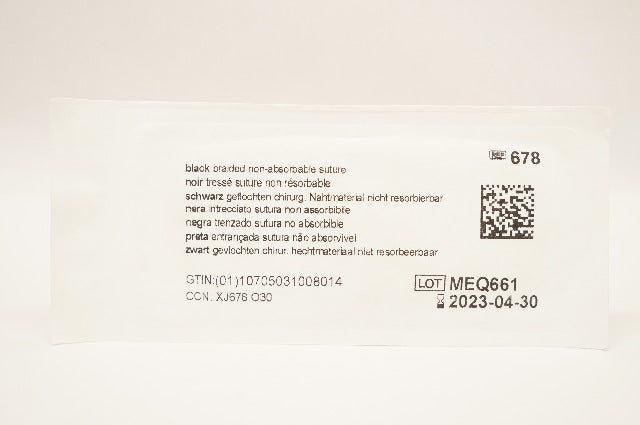 678
black braided non-absorbable suture
noir tressé suture non résorbable
schwarz geflochten chirurg. Nahtmaterial nicht resorbierbar
nera intrecciato sutura non assorbibile
negra trenzado sutura no absorbible
preta entrançada sutura não absorvível
zwart gevlochten chirur. hechtmateriaal niet resorbeerbaar
GTIN:(01)10705031008014
CCN: XJ678 O30
LOT MEQ661
2023-04-30